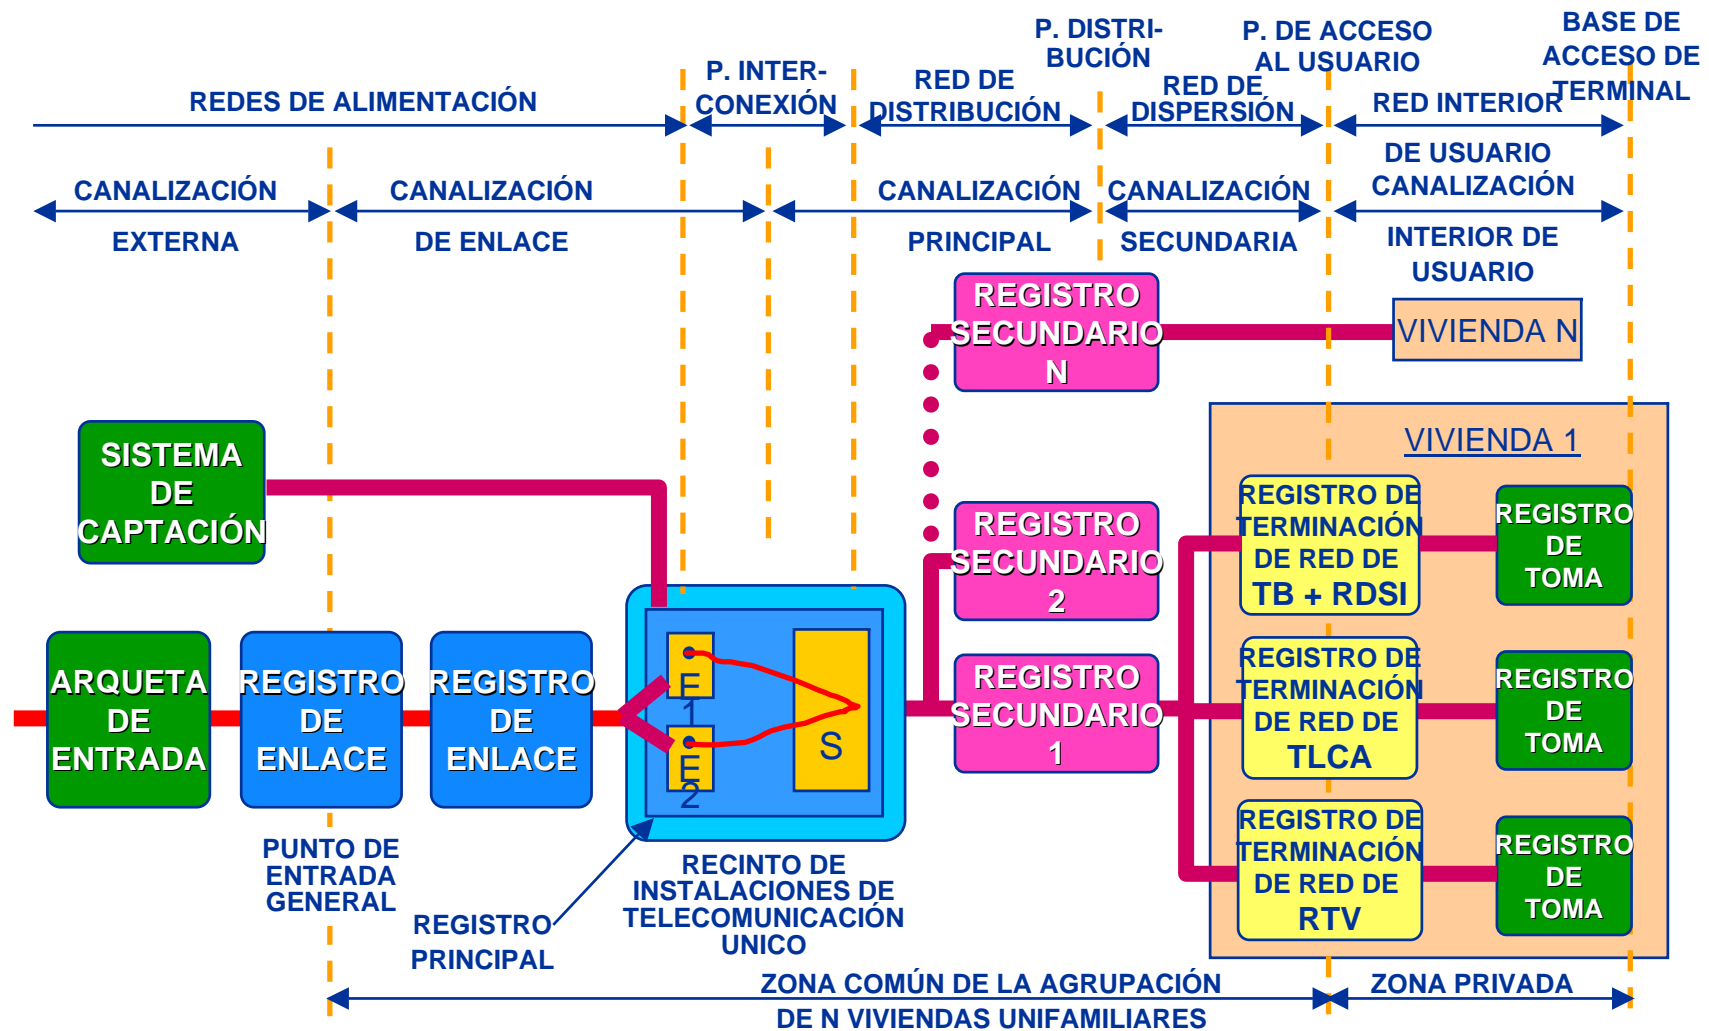 P. DISTRI-
BUCIÓN
P. DE ACCESO
AL USUARIO
BASE DE
ACCESO DE
TERMINAL
P. INTER-
CONEXIÓN
REDES DE ALIMENTACIÓN
RED DE
DISTRIBUCIÓN
RED DE
DISPERSIÓN
RED INTERIOR
DE USUARIO
CANALIZACIÓN
EXTERNA
CANALIZACIÓN
DE ENLACE
CANALIZACIÓN
PRINCIPAL
CANALIZACIÓN
SECUNDARIA
CANALIZACIÓN
INTERIOR DE
USUARIO
REGISTRO
SECUNDARIO
N
VIVIENDA N
SISTEMA
DE
CAPTACIÓN
VIVIENDA 1
REGISTRO
SECUNDARIO
2
REGISTRO DE
TERMINACIÓN
DE RED DE
TB + RDSI
REGISTRO
DE
TOMA
ARQUETA
DE
ENTRADA
REGISTRO
DE
ENLACE
REGISTRO
DE
ENLACE
E
1
E
2
S
REGISTRO
SECUNDARIO
1
REGISTRO DE
TERMINACIÓN
DE RED DE
TLCA
REGISTRO
DE
TOMA
REGISTRO DE
TERMINACIÓN
DE RED DE
RTV
REGISTRO
DE
TOMA
PUNTO DE
ENTRADA
GENERAL
REGISTRO
PRINCIPAL
RECINTO DE
INSTALACIONES DE
TELECOMUNICACIÓN
UNICO
ZONA COMÚN DE LA AGRUPACIÓN
DE N VIVIENDAS UNIFAMILIARES
ZONA PRIVADA